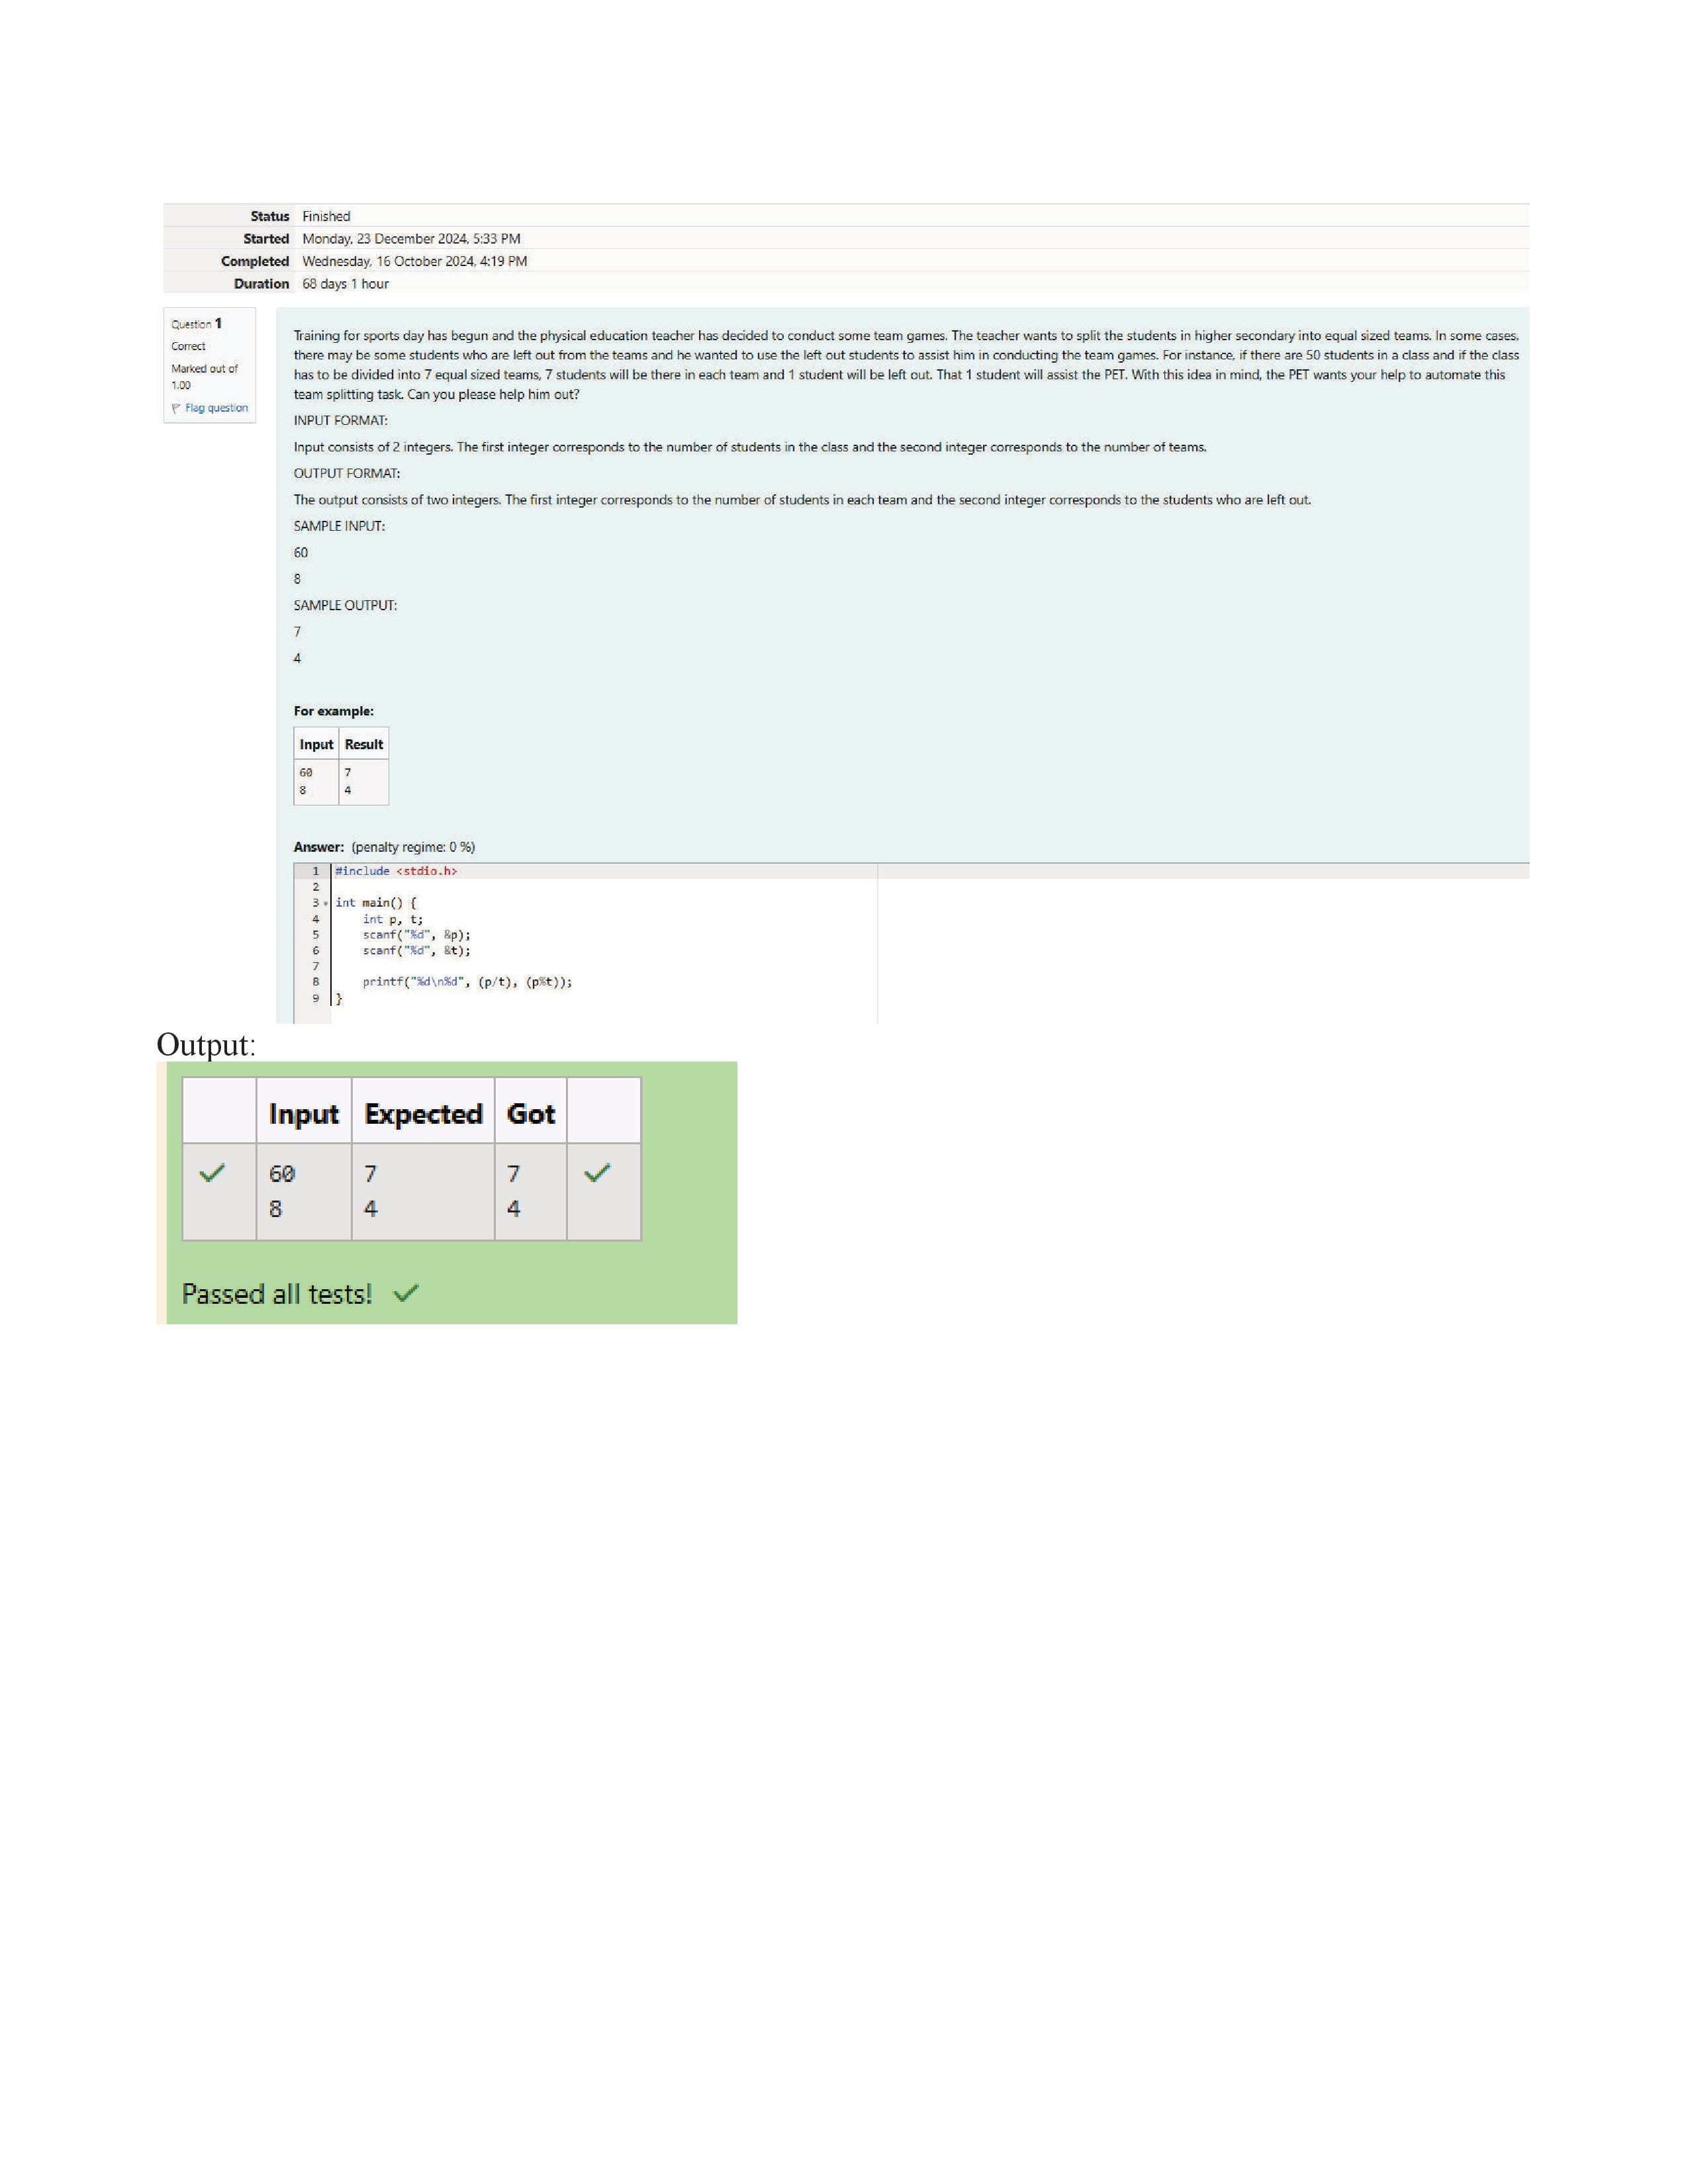 Status Finished
Started Monday, 23 December 2024, 5:33 PM
Completed Wednesday, 16 October 2024, 4:19 PM
Duration 68 days 1 hour
Question 1
Correct
Marked out of
1.00
Flag question
Training for sports day has begun and the physical education teacher has decided to conduct some team games. The teacher wants to split the students in higher secondary into equal sized teams. In some cases,
there may be some students who are left out from the teams and he wanted to use the left out students to assist him in conducting the team games. For instance, if there are 50 students in a class and if the class
has to be divided into 7 equal sized teams, 7 students will be there in each team and 1 student will be left out. That 1 student will assist the PET. With this idea in mind, the PET wants your help to automate this
team splitting task. Can you please help him out?
INPUT FORMAT:
Input consists of 2 integers. The first integer corresponds to the number of students in the class and the second integer corresponds to the number of teams.
OUTPUT FORMAT:
The output consists of two integers. The first integer corresponds to the number of students in each team and the second integer corresponds to the students who are left out.
SAMPLE INPUT:
60
8
SAMPLE OUTPUT:
7
4
For example:
Input Result
60 7
8 4
Answer: (penalty regime: 0 %)
1 #include <stdio.h>
2
3 int main() {
4 int p, t;
5 scanf("%d", &p);
6 scanf("%d", &t);
7
8 printf("%d\n%d", (p/t), (p%t));
9 }
Output:
Input Expected Got
60 7 7
8 4 4
Passed all tests!